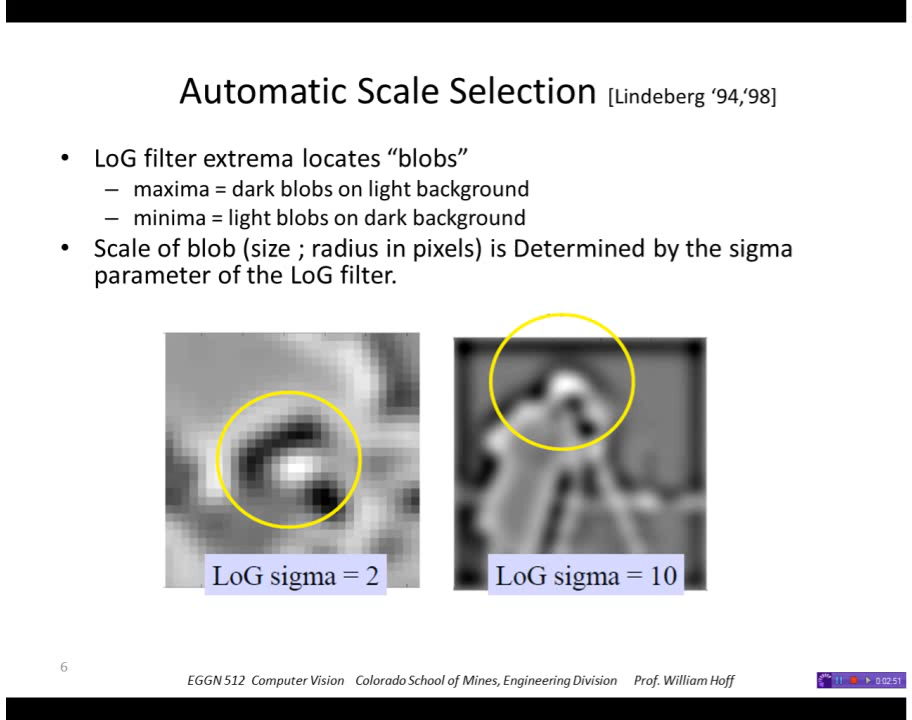 Automatic Scale Selection [Lindeberg ‘94,‘98]
• LoG filter extrema locates “blobs”
– maxima = dark blobs on light background
– minima = light blobs on dark background
• Scale of blob (size ; radius in pixels) is Determined by the sigma
parameter of the LoG filter.
LoG sigma = 2
LoG sigma = 10
6
EGGN 512 Computer Vision Colorado School of Mines, Engineering Division Prof. William Hoff
0:02:51